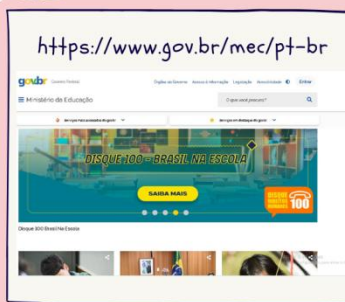 https://www.gov.br/mec/pt-br
gov.br Governo Federal
Órgãos do Governo Acesso à Informação Legislação Acessibilidade Entrar
Ministério da Educação
O que você procura?
DISQUE 100 - BRASIL NA ESCOLA
SAIBA MAIS
DISQUE
DIREITOS
HUMANOS
100
Disque 100 Brasil Na Escola